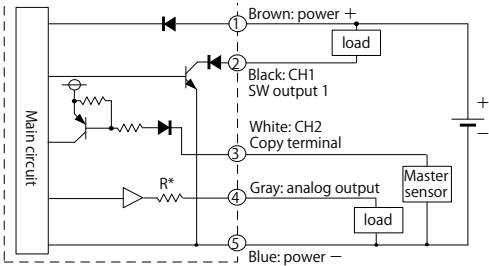 ① Brown: power +
load
②
Black: CH1
SW output 1
White: CH2
Copy terminal
③
Main circuit
+
−
R*
④ Gray: analog output
Master
sensor
load
⑤
Blue: power −